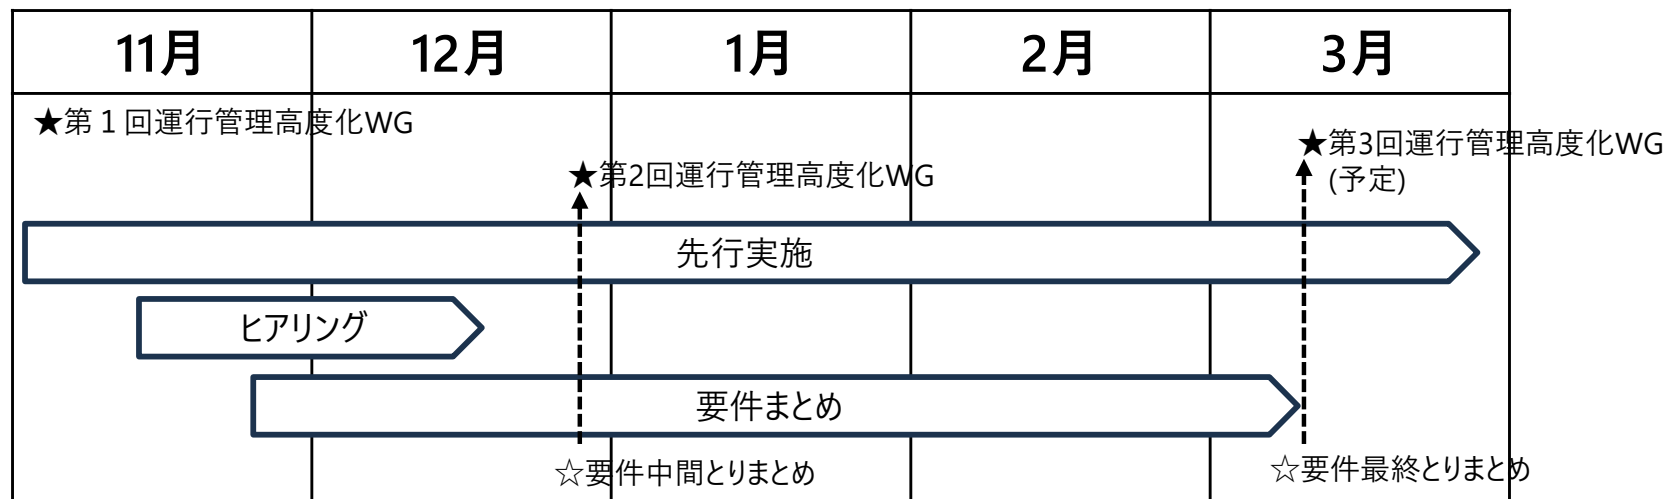 11月
12月
1月
2月
3月
★第１回運行管理高度化WG
★第3回運行管理高度化WG
(予定)
★第2回運行管理高度化WG
先行実施
ヒアリング
要件まとめ
☆要件中間とりまとめ
☆要件最終とりまとめ